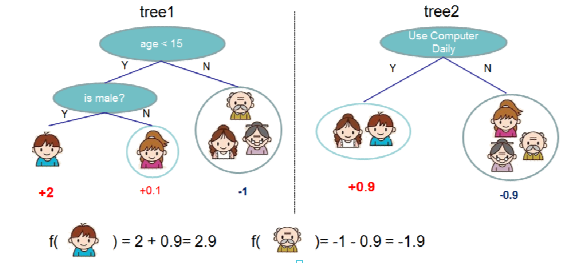 tree1
tree2
age < 15
Use Computer
Daily
Y
N
Y
N
is male?
Y
N
+2
+0.1
-1
+0.9
-0.9
f( ) = 2 + 0.9= 2.9
f( )= -1 - 0.9 = -1.9